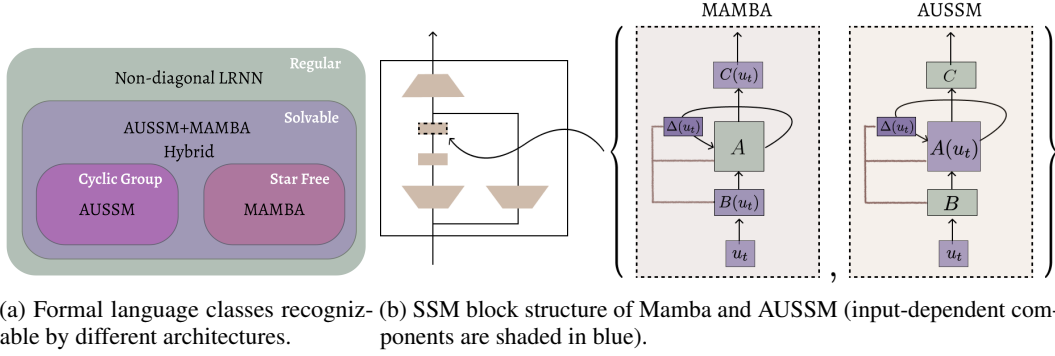 Regular
Non-diagonal LRNN
Solvable
AUSSM+MAMBA
Hybrid
Cyclic Group
AUSSM
Star Free
MAMBA
(a) Formal language classes recogniz-
able by different architectures.
MAMBA
C(u_t)
Δ(u_t)
A
B(u_t)
u_t
,
AUSSM
C
Δ(u_t)
A(u_t)
B
u_t
(b) SSM block structure of Mamba and AUSSM (input-dependent com-
ponents are shaded in blue).